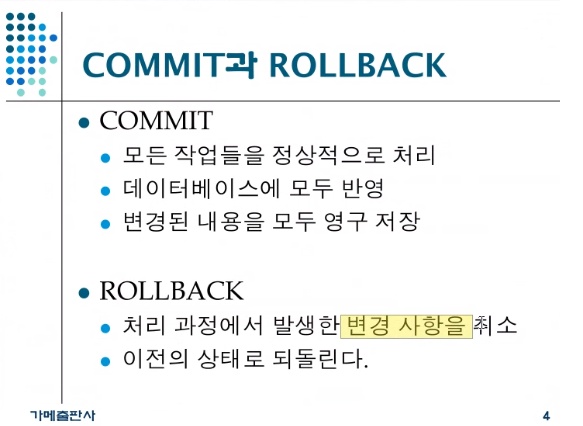 COMMIT과 ROLLBACK
COMMIT
모든 작업들을 정상적으로 처리
데이터베이스에 모두 반영
변경된 내용을 모두 영구 저장
ROLLBACK
처리 과정에서 발생한 변경 사항을 취소
이전의 상태로 되돌린다.
가메출판사
4